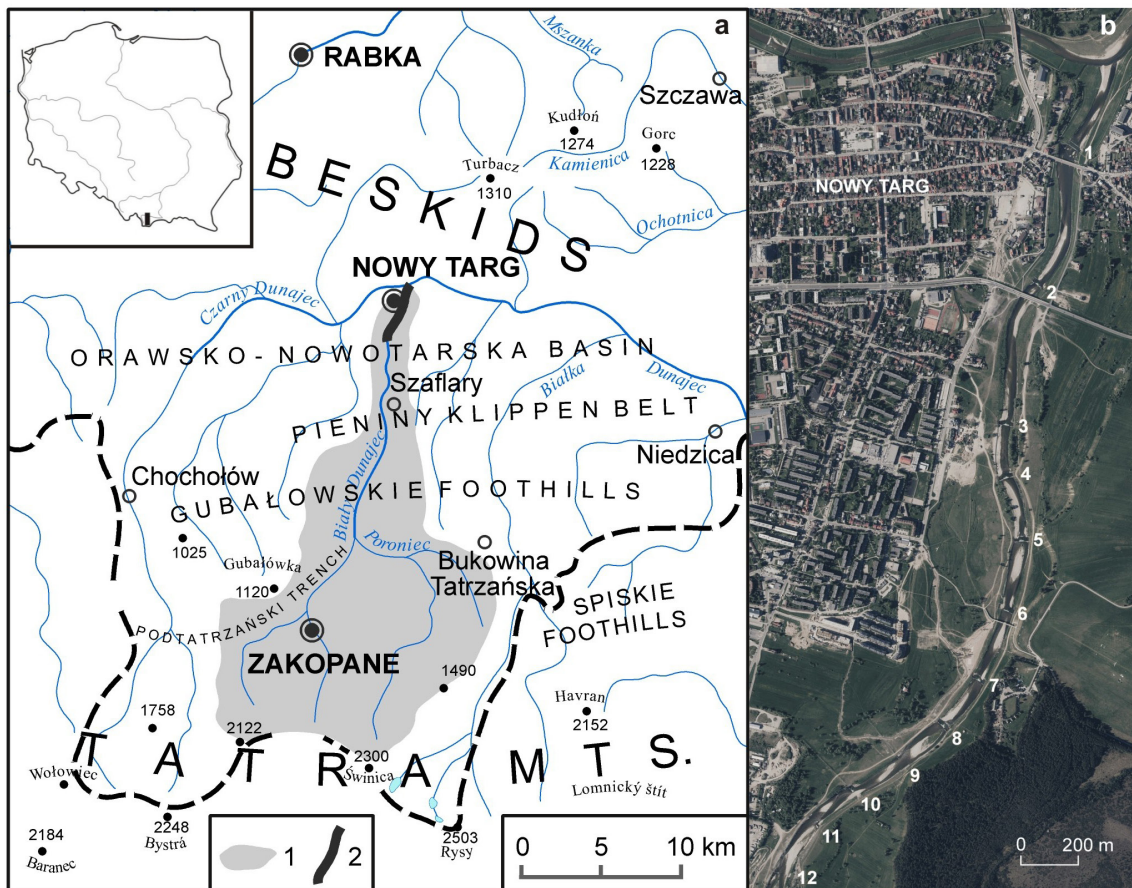 a
Mszanka
RABKA
Szczawa
Kudłoń
1274
Gorc
1228
Kamienica
Turbacz
1310
BESKIDS
Ochotnica
NOWY TARG
Czarny Dunajec
ORAWSKO-NOWOTARSKA BASIN
Białka
Dunajec
Szaflary
PIENINY KLIPPEN BELT
Niedzica
Chochołów
Biały Dunajec
GUBAŁOWSKIE FOOTHILLS
1025
Poroniec
Bukowina
Tatrzańska
Gubałówka
1120
PODTATRZAŃSKI TRENCH
SPISKIE
FOOTHILLS
ZAKOPANE
1490
Havran
2152
1758
2122
TATRA MTS.
2300
Świnica
Wołowiec
Lomnický štít
2248
Bystrá
2503
Rysy
2184
Baranec
1
2
0 5 10 km
b
NOWY TARG
1
2
3
4
5
6
7
8
9
10
11
12
0 200 m